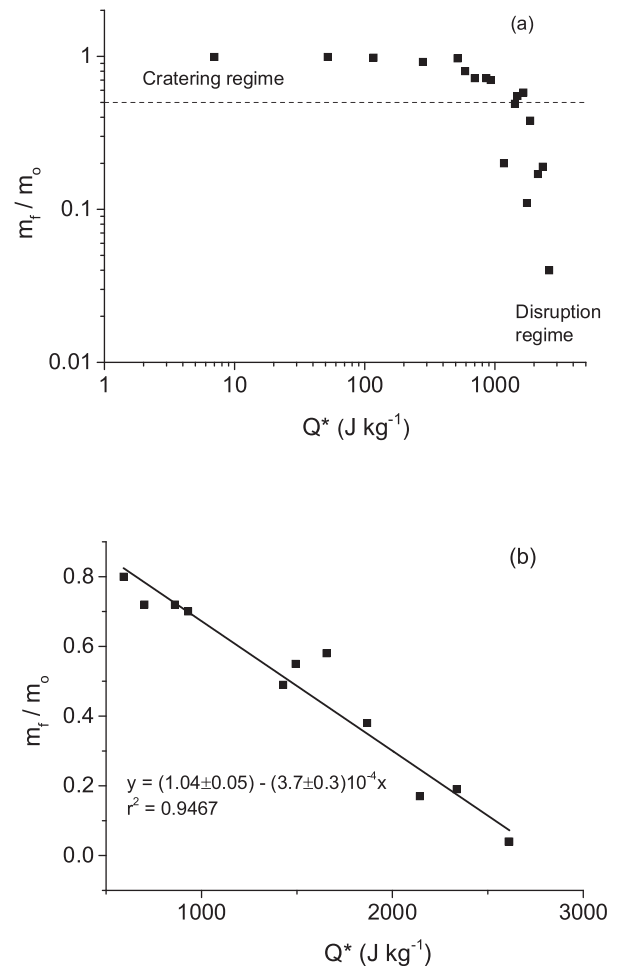 (a)
1
Cratering regime
0.1
m_f / m_o
Disruption
regime
0.01
1 10 100 1000
Q* (J kg⁻¹)
(b)
0.8
0.6
m_f / m_o
0.4
0.2
y = (1.04±0.05) - (3.7±0.3)10⁻⁴x
r² = 0.9467
0.0
1000 2000 3000
Q* (J kg⁻¹)